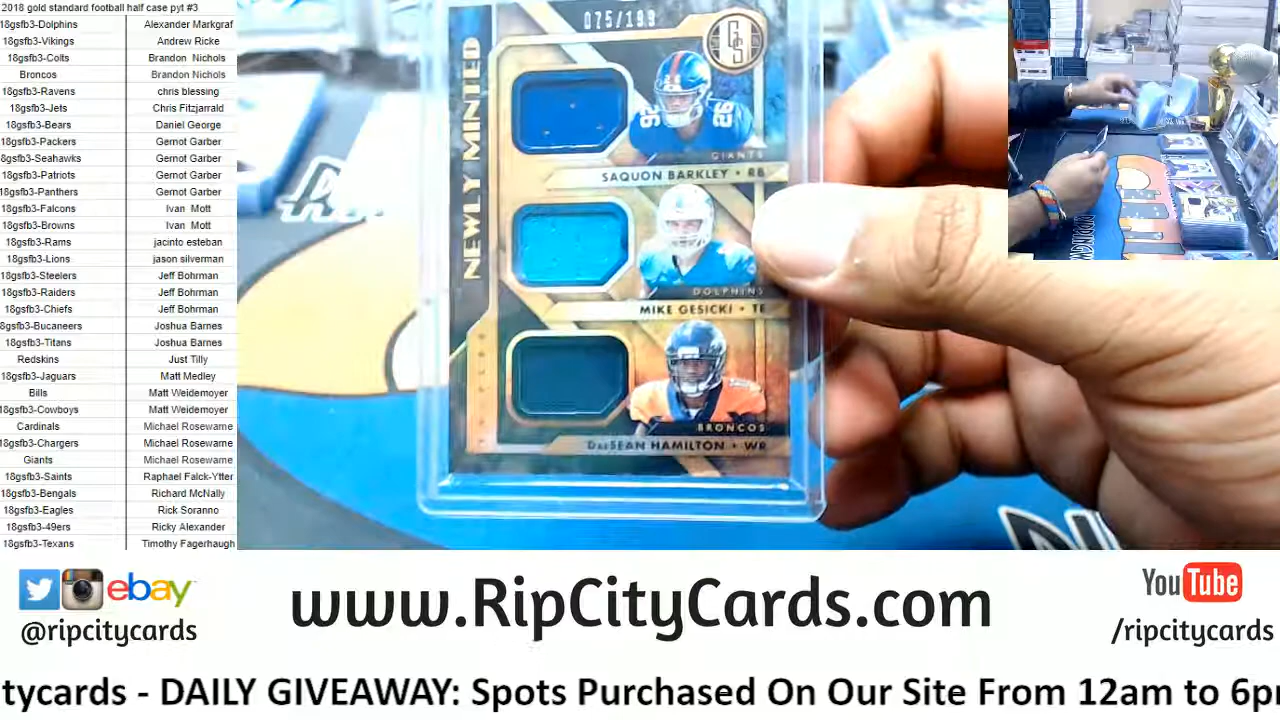 2018 gold standard football half case pyt #3
18gsfb3-Dolphins Alexander Markgraf
18gsfb3-Vikings Andrew Ricke
18gsfb3-Colts Brandon Nichols
Broncos Brandon Nichols
18gsfb3-Ravens chris blessing
18gsfb3-Jets Chris Fitzjarrald
18gsfb3-Bears Daniel George
18gsfb3-Packers Gernot Garber
8gsfb3-Seahawks Gernot Garber
18gsfb3-Patriots Gernot Garber
18gsfb3-Panthers Gernot Garber
18gsfb3-Falcons Ivan Mott
18gsfb3-Browns Ivan Mott
18gsfb3-Rams jacinto esteban
18gsfb3-Lions jason silverman
18gsfb3-Steelers Jeff Bohrman
18gsfb3-Raiders Jeff Bohrman
18gsfb3-Chiefs Jeff Bohrman
8gsfb3-Bucaneers Joshua Barnes
18gsfb3-Titans Joshua Barnes
Redskins Just Tilly
18gsfb3-Jaguars Matt Medley
Bills Matt Weidemoyer
8gsfb3-Cowboys Matt Weidemoyer
Cardinals Michael Rosewarne
8gsfb3-Chargers Michael Rosewarne
Giants Michael Rosewarne
18gsfb3-Saints Raphael Falck-Ytter
18gsfb3-Bengals Richard McNally
18gsfb3-Eagles Rick Soranno
18gsfb3-49ers Ricky Alexander
18gsfb3-Texans Timothy Fagerhaugh
075/199
GS
NEWLY MINTED
26
GIANTS
SAQUON BARKLEY • RB
DOLPHINS
MIKE GESICKI • TE
BRONCOS
DaeSEAN HAMILTON • WR
ebay
@ripcitycards
www.RipCityCards.com
YouTube
/ripcitycards
tycards - DAILY GIVEAWAY: Spots Purchased On Our Site From 12am to 6p